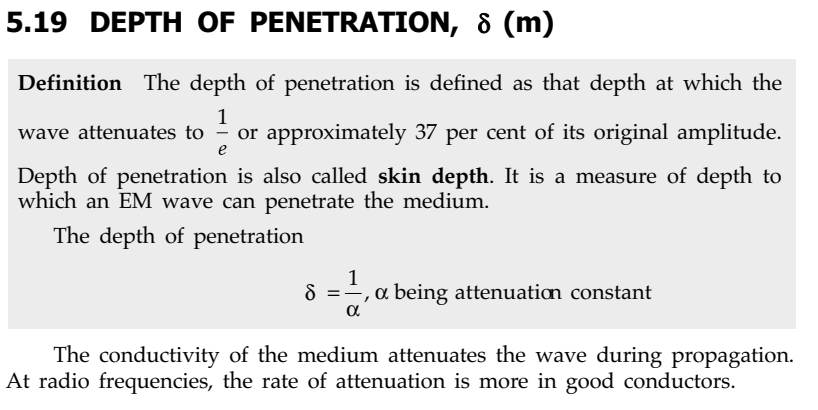 5.19 DEPTH OF PENETRATION, δ (m)
Definition The depth of penetration is defined as that depth at which the
wave attenuates to 1/e or approximately 37 per cent of its original amplitude.
Depth of penetration is also called skin depth. It is a measure of depth to
which an EM wave can penetrate the medium.
The depth of penetration
δ = 1/α, α being attenuation constant
The conductivity of the medium attenuates the wave during propagation.
At radio frequencies, the rate of attenuation is more in good conductors.